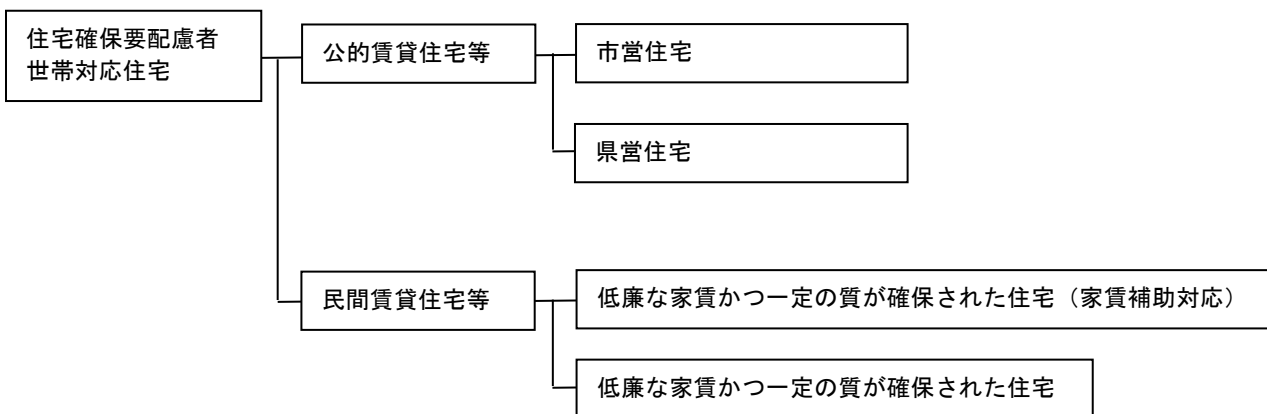 住宅確保要配慮者
世帯対応住宅
公的賃貸住宅等
市営住宅
県営住宅
民間賃貸住宅等
低廉な家賃かつ一定の質が確保された住宅（家賃補助対応）
低廉な家賃かつ一定の質が確保された住宅